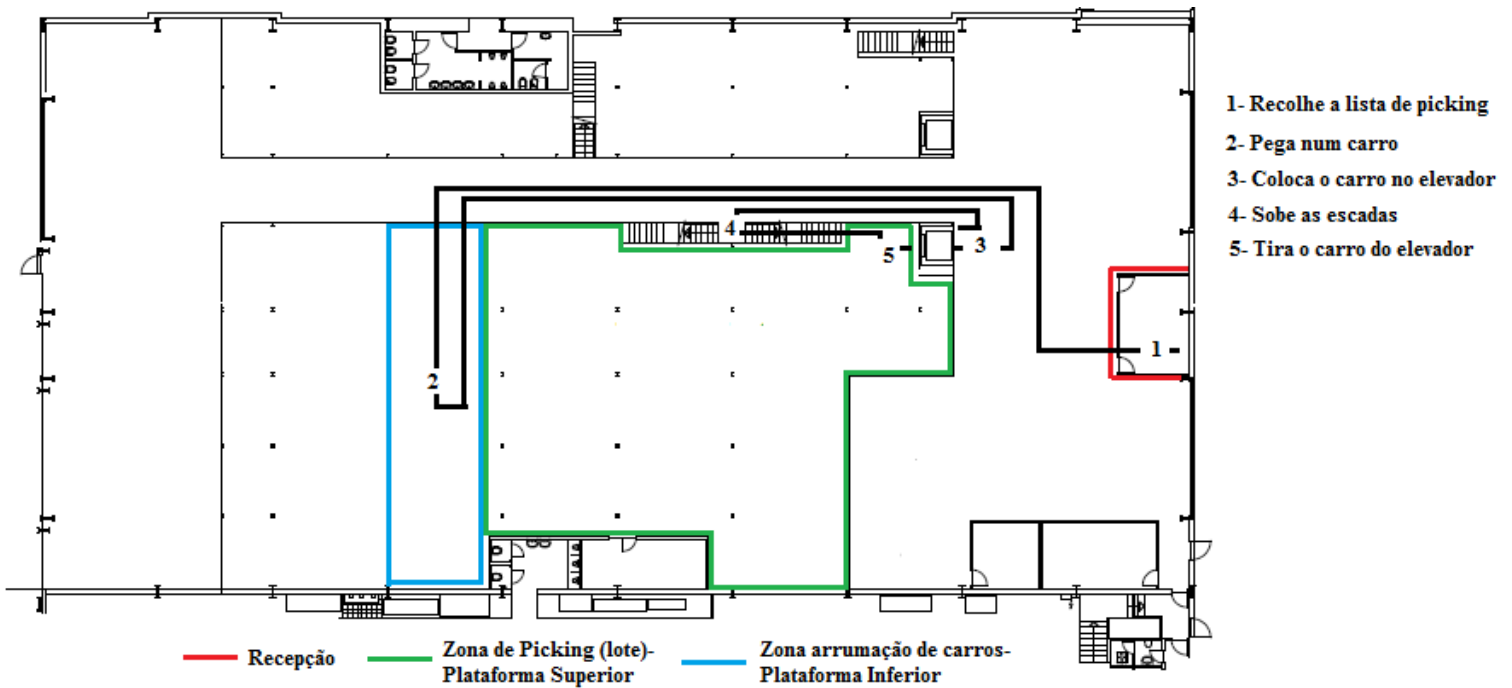 1- Recolhe a lista de picking
2- Pega num carro
3- Coloca o carro no elevador
4- Sobe as escadas
5- Tira o carro do elevador
4
5
3
1
2
Recepção
Zona de Picking (lote)-
Plataforma Superior
Zona arrumação de carros-
Plataforma Inferior